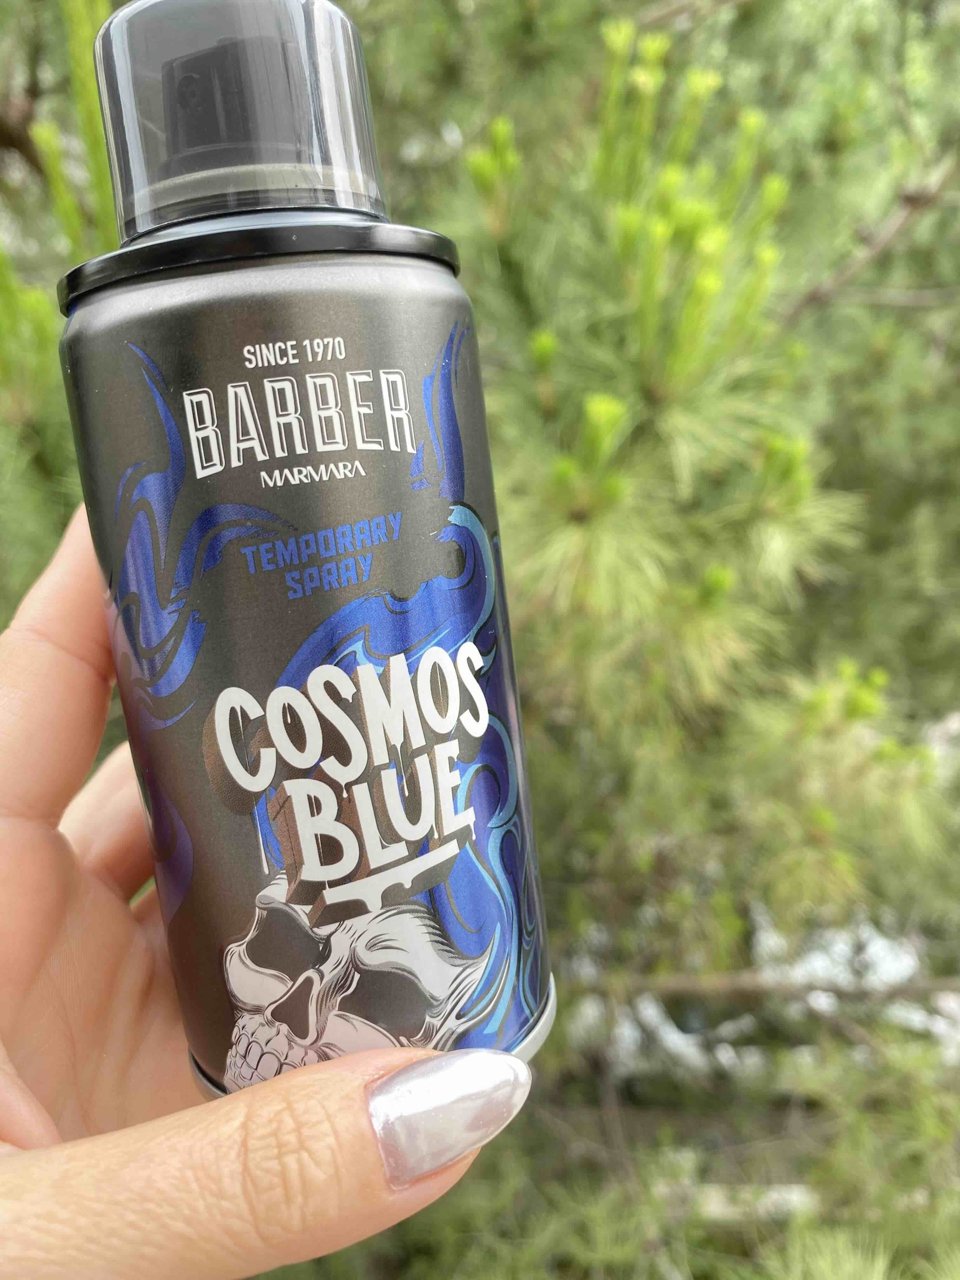 SINCE 1970
BARBER
MARMARA
TEMPORARY
SPRAY
COSMOS
BLUE